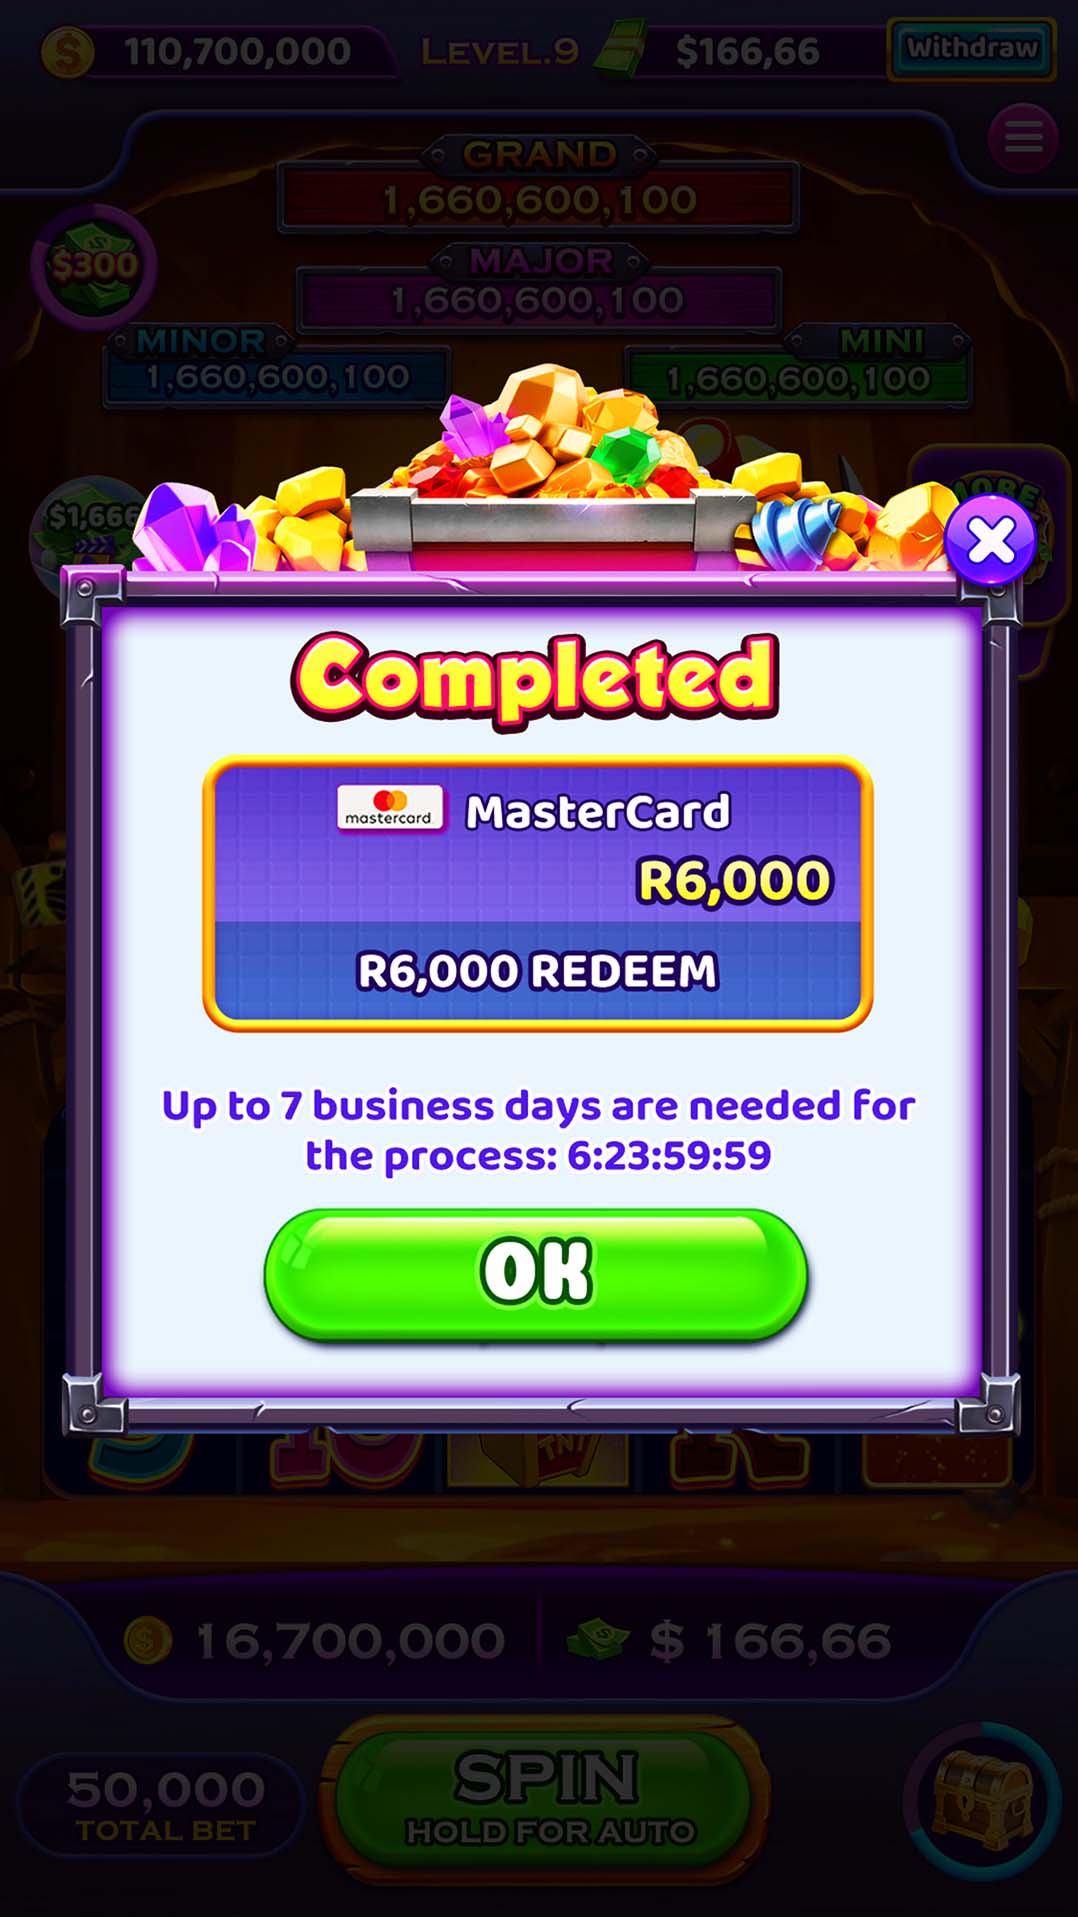 110,700,000
LEVEL.9
$166,66
Withdraw
GRAND
1,660,600,100
$300
MAJOR
1,660,600,100
MINOR
1,660,600,100
MINI
1,660,600,100
$1,666
MORE
Completed
mastercard
MasterCard
R6,000
R6,000 REDEEM
Up to 7 business days are needed for
the process: 6:23:59:59
OK
TNT
16,700,000
$ 166,66
50,000
TOTAL BET
SPIN
HOLD FOR AUTO